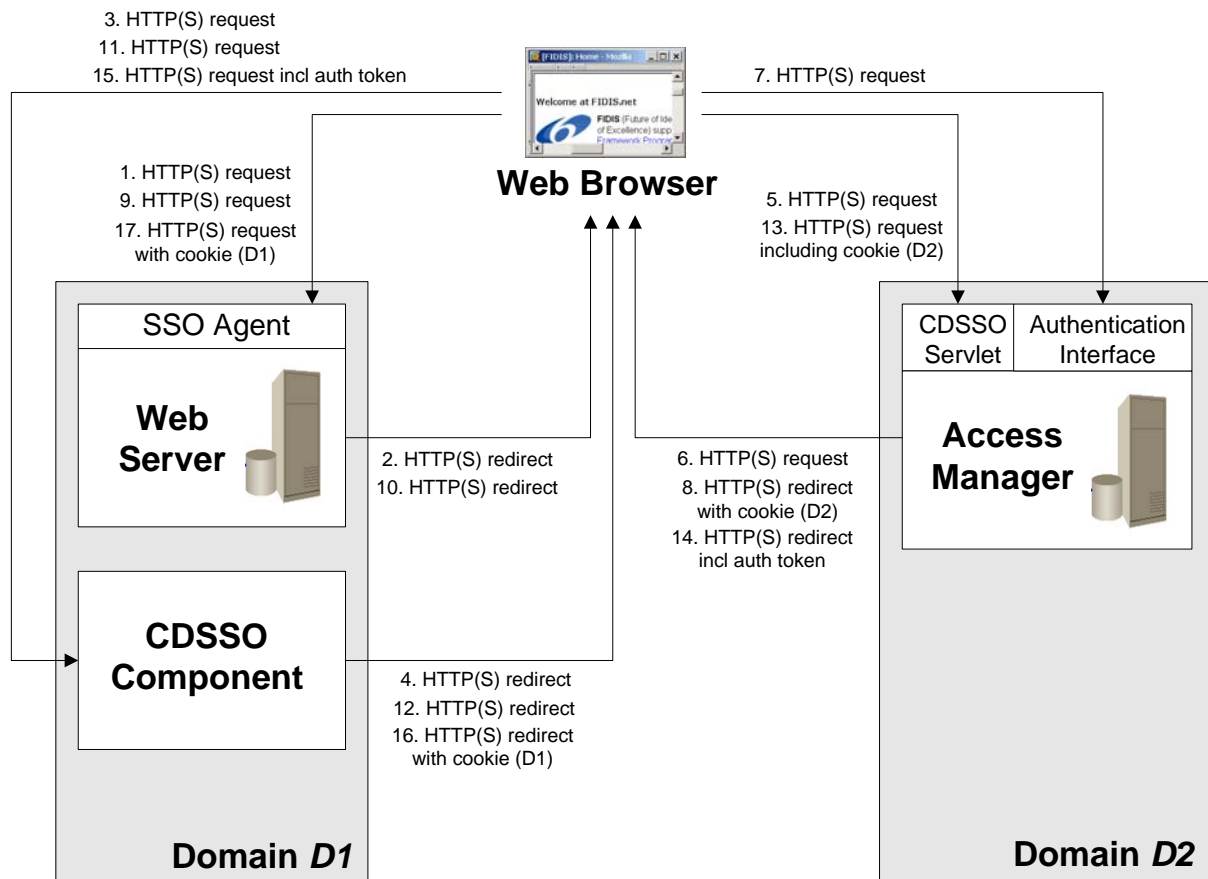 3. HTTP(S) request
11. HTTP(S) request
15. HTTP(S) request incl auth token
[FIDIS]: Home - Mozilla
Welcome at FIDIS.net
FIDIS (Future of Ide
of Excellence) supp
Framework Program
Web Browser
7. HTTP(S) request
1. HTTP(S) request
9. HTTP(S) request
17. HTTP(S) request
with cookie (D1)
5. HTTP(S) request
13. HTTP(S) request
including cookie (D2)
SSO Agent
Web
Server
CDSSO
Servlet
Authentication
Interface
Access
Manager
2. HTTP(S) redirect
10. HTTP(S) redirect
6. HTTP(S) request
8. HTTP(S) redirect
with cookie (D2)
14. HTTP(S) redirect
incl auth token
CDSSO
Component
4. HTTP(S) redirect
12. HTTP(S) redirect
16. HTTP(S) redirect
with cookie (D1)
Domain D1
Domain D2